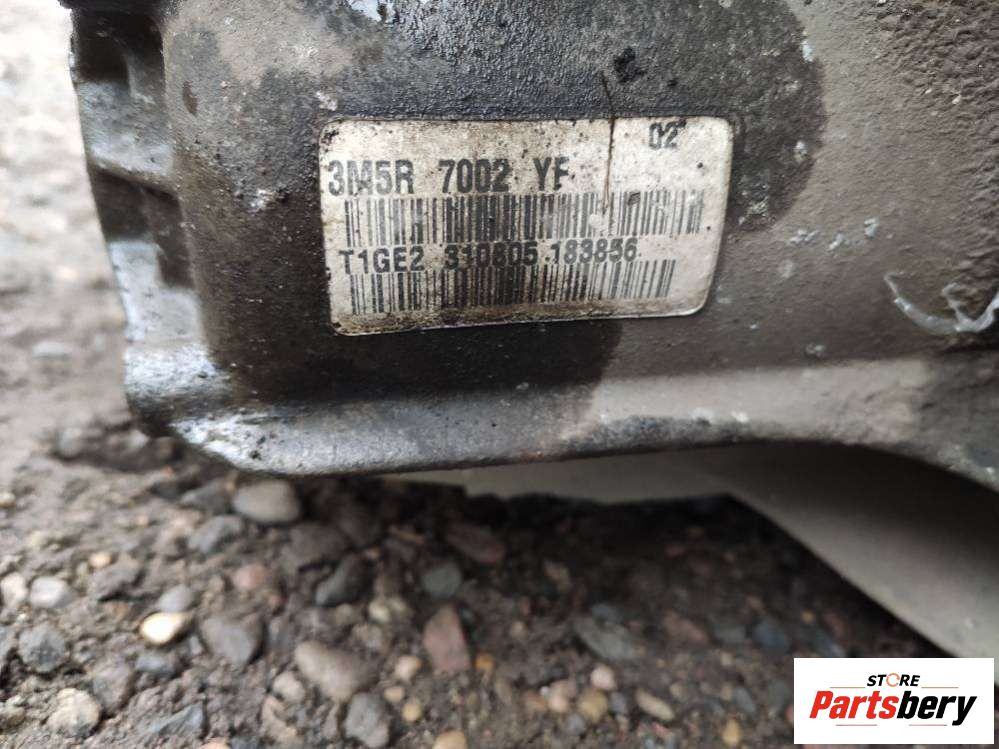 02
3M5R 7002 YF
T1GE2 310805 183856
STORE
Partsbery